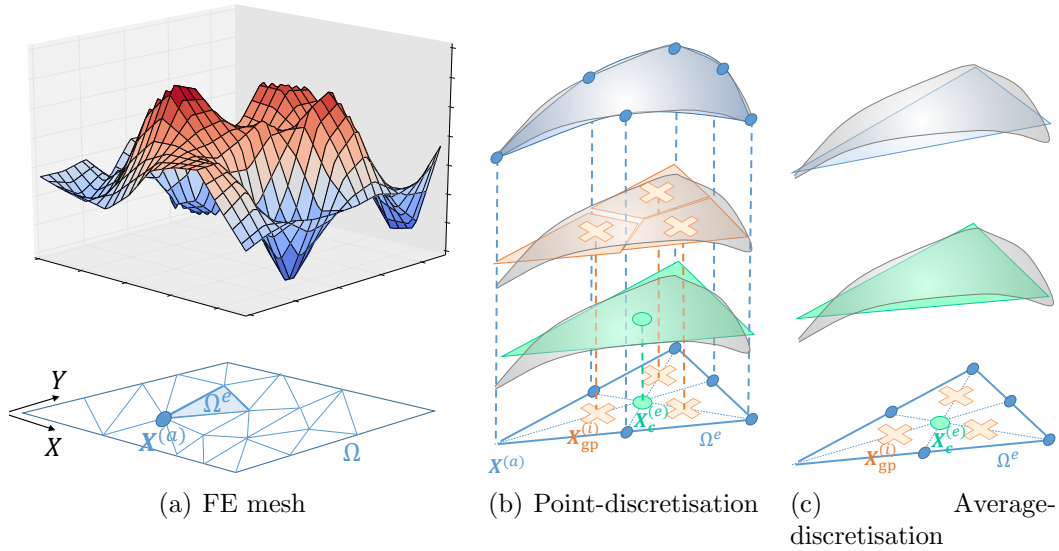 Y
X
Ω^e
X^(a)
Ω
(a) FE mesh
X_gp^(i)
X_c^(e)
Ω^e
X^(a)
(b) Point-discretisation
X_gp^(i)
X_c^(e)
Ω^e
(c) Average-
discretisation